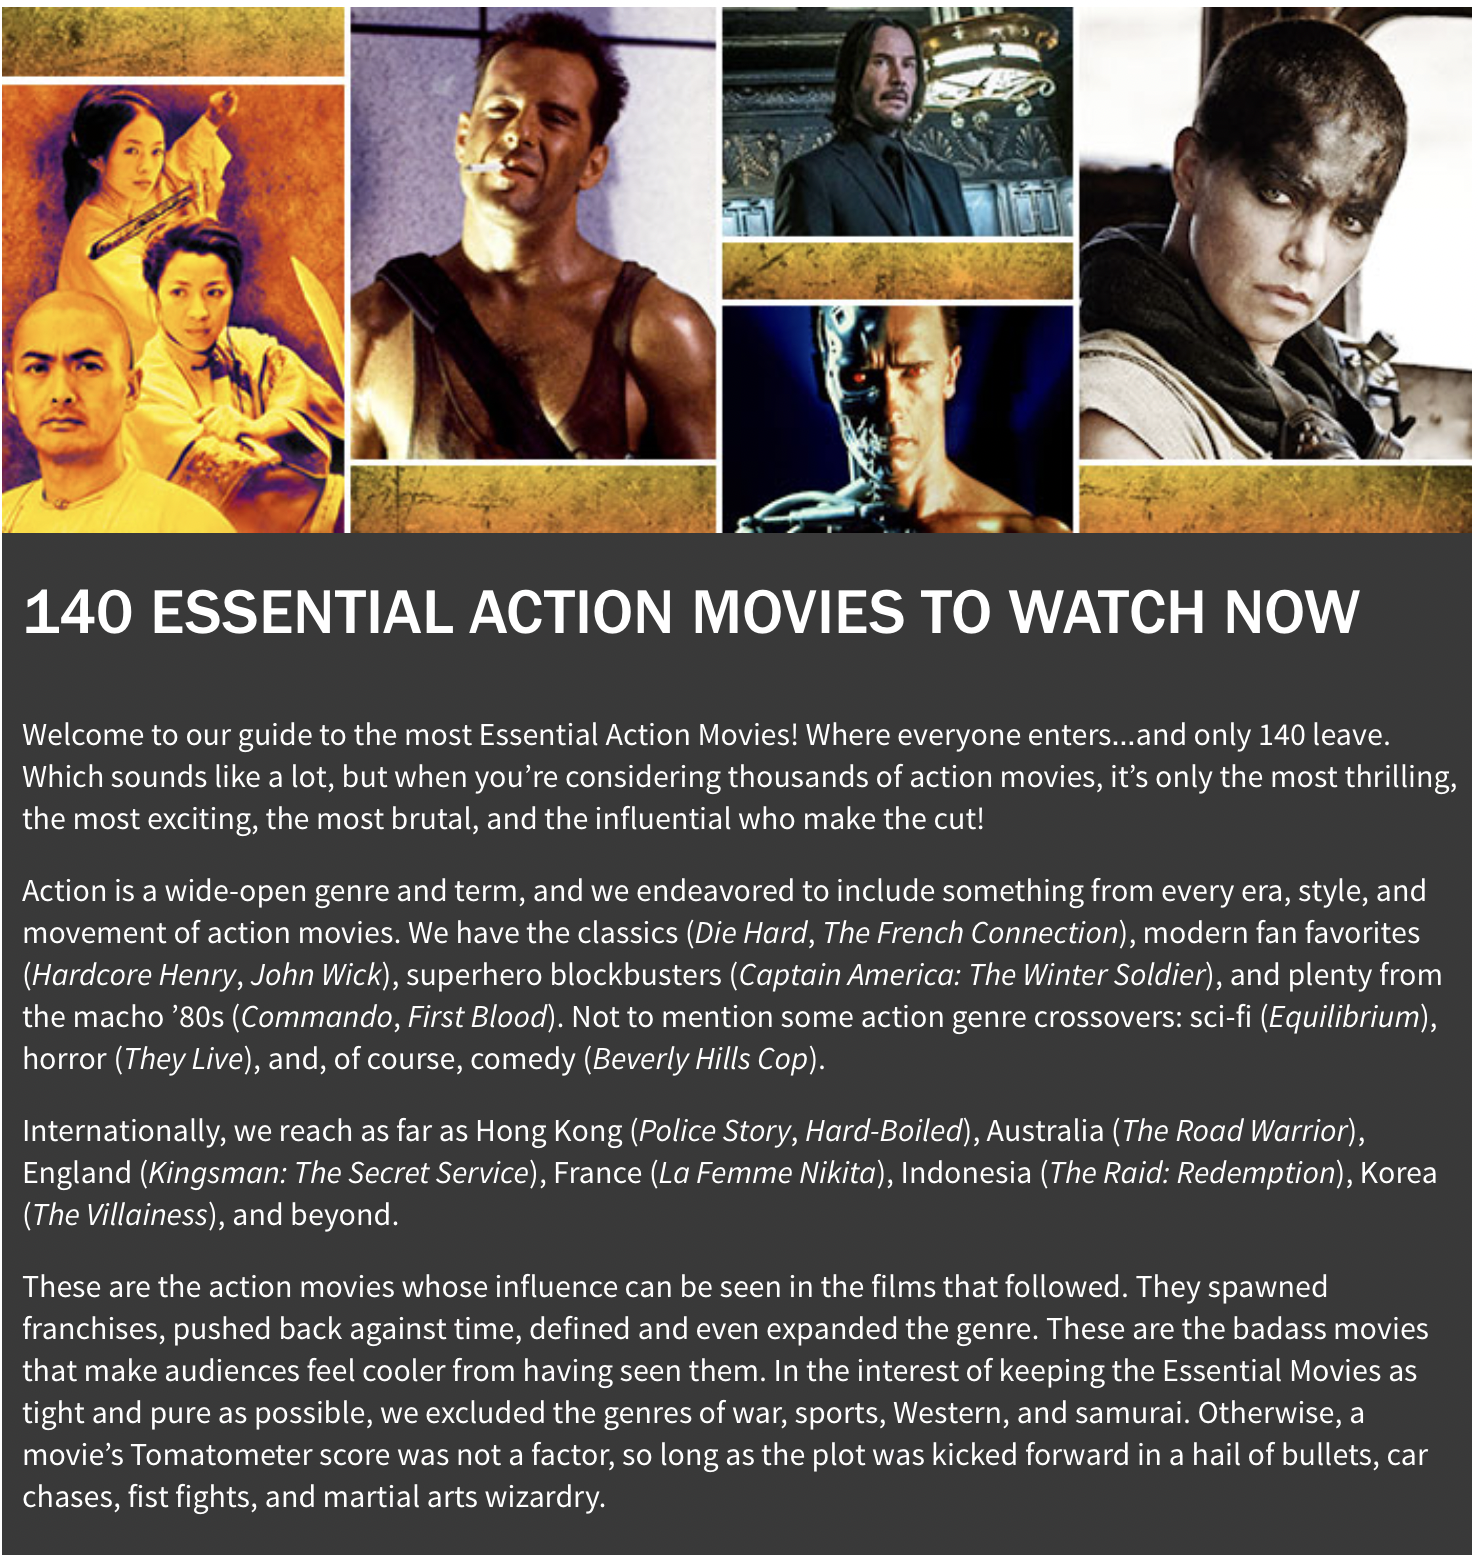 140 ESSENTIAL ACTION MOVIES TO WATCH NOW
Welcome to our guide to the most Essential Action Movies! Where everyone enters...and only 140 leave.
Which sounds like a lot, but when you’re considering thousands of action movies, it’s only the most thrilling,
the most exciting, the most brutal, and the influential who make the cut!
Action is a wide-open genre and term, and we endeavored to include something from every era, style, and
movement of action movies. We have the classics (Die Hard, The French Connection), modern fan favorites
(Hardcore Henry, John Wick), superhero blockbusters (Captain America: The Winter Soldier), and plenty from
the macho ’80s (Commando, First Blood). Not to mention some action genre crossovers: sci-fi (Equilibrium),
horror (They Live), and, of course, comedy (Beverly Hills Cop).
Internationally, we reach as far as Hong Kong (Police Story, Hard-Boiled), Australia (The Road Warrior),
England (Kingsman: The Secret Service), France (La Femme Nikita), Indonesia (The Raid: Redemption), Korea
(The Villainess), and beyond.
These are the action movies whose influence can be seen in the films that followed. They spawned
franchises, pushed back against time, defined and even expanded the genre. These are the badass movies
that make audiences feel cooler from having seen them. In the interest of keeping the Essential Movies as
tight and pure as possible, we excluded the genres of war, sports, Western, and samurai. Otherwise, a
movie’s Tomatometer score was not a factor, so long as the plot was kicked forward in a hail of bullets, car
chases, fist fights, and martial arts wizardry.